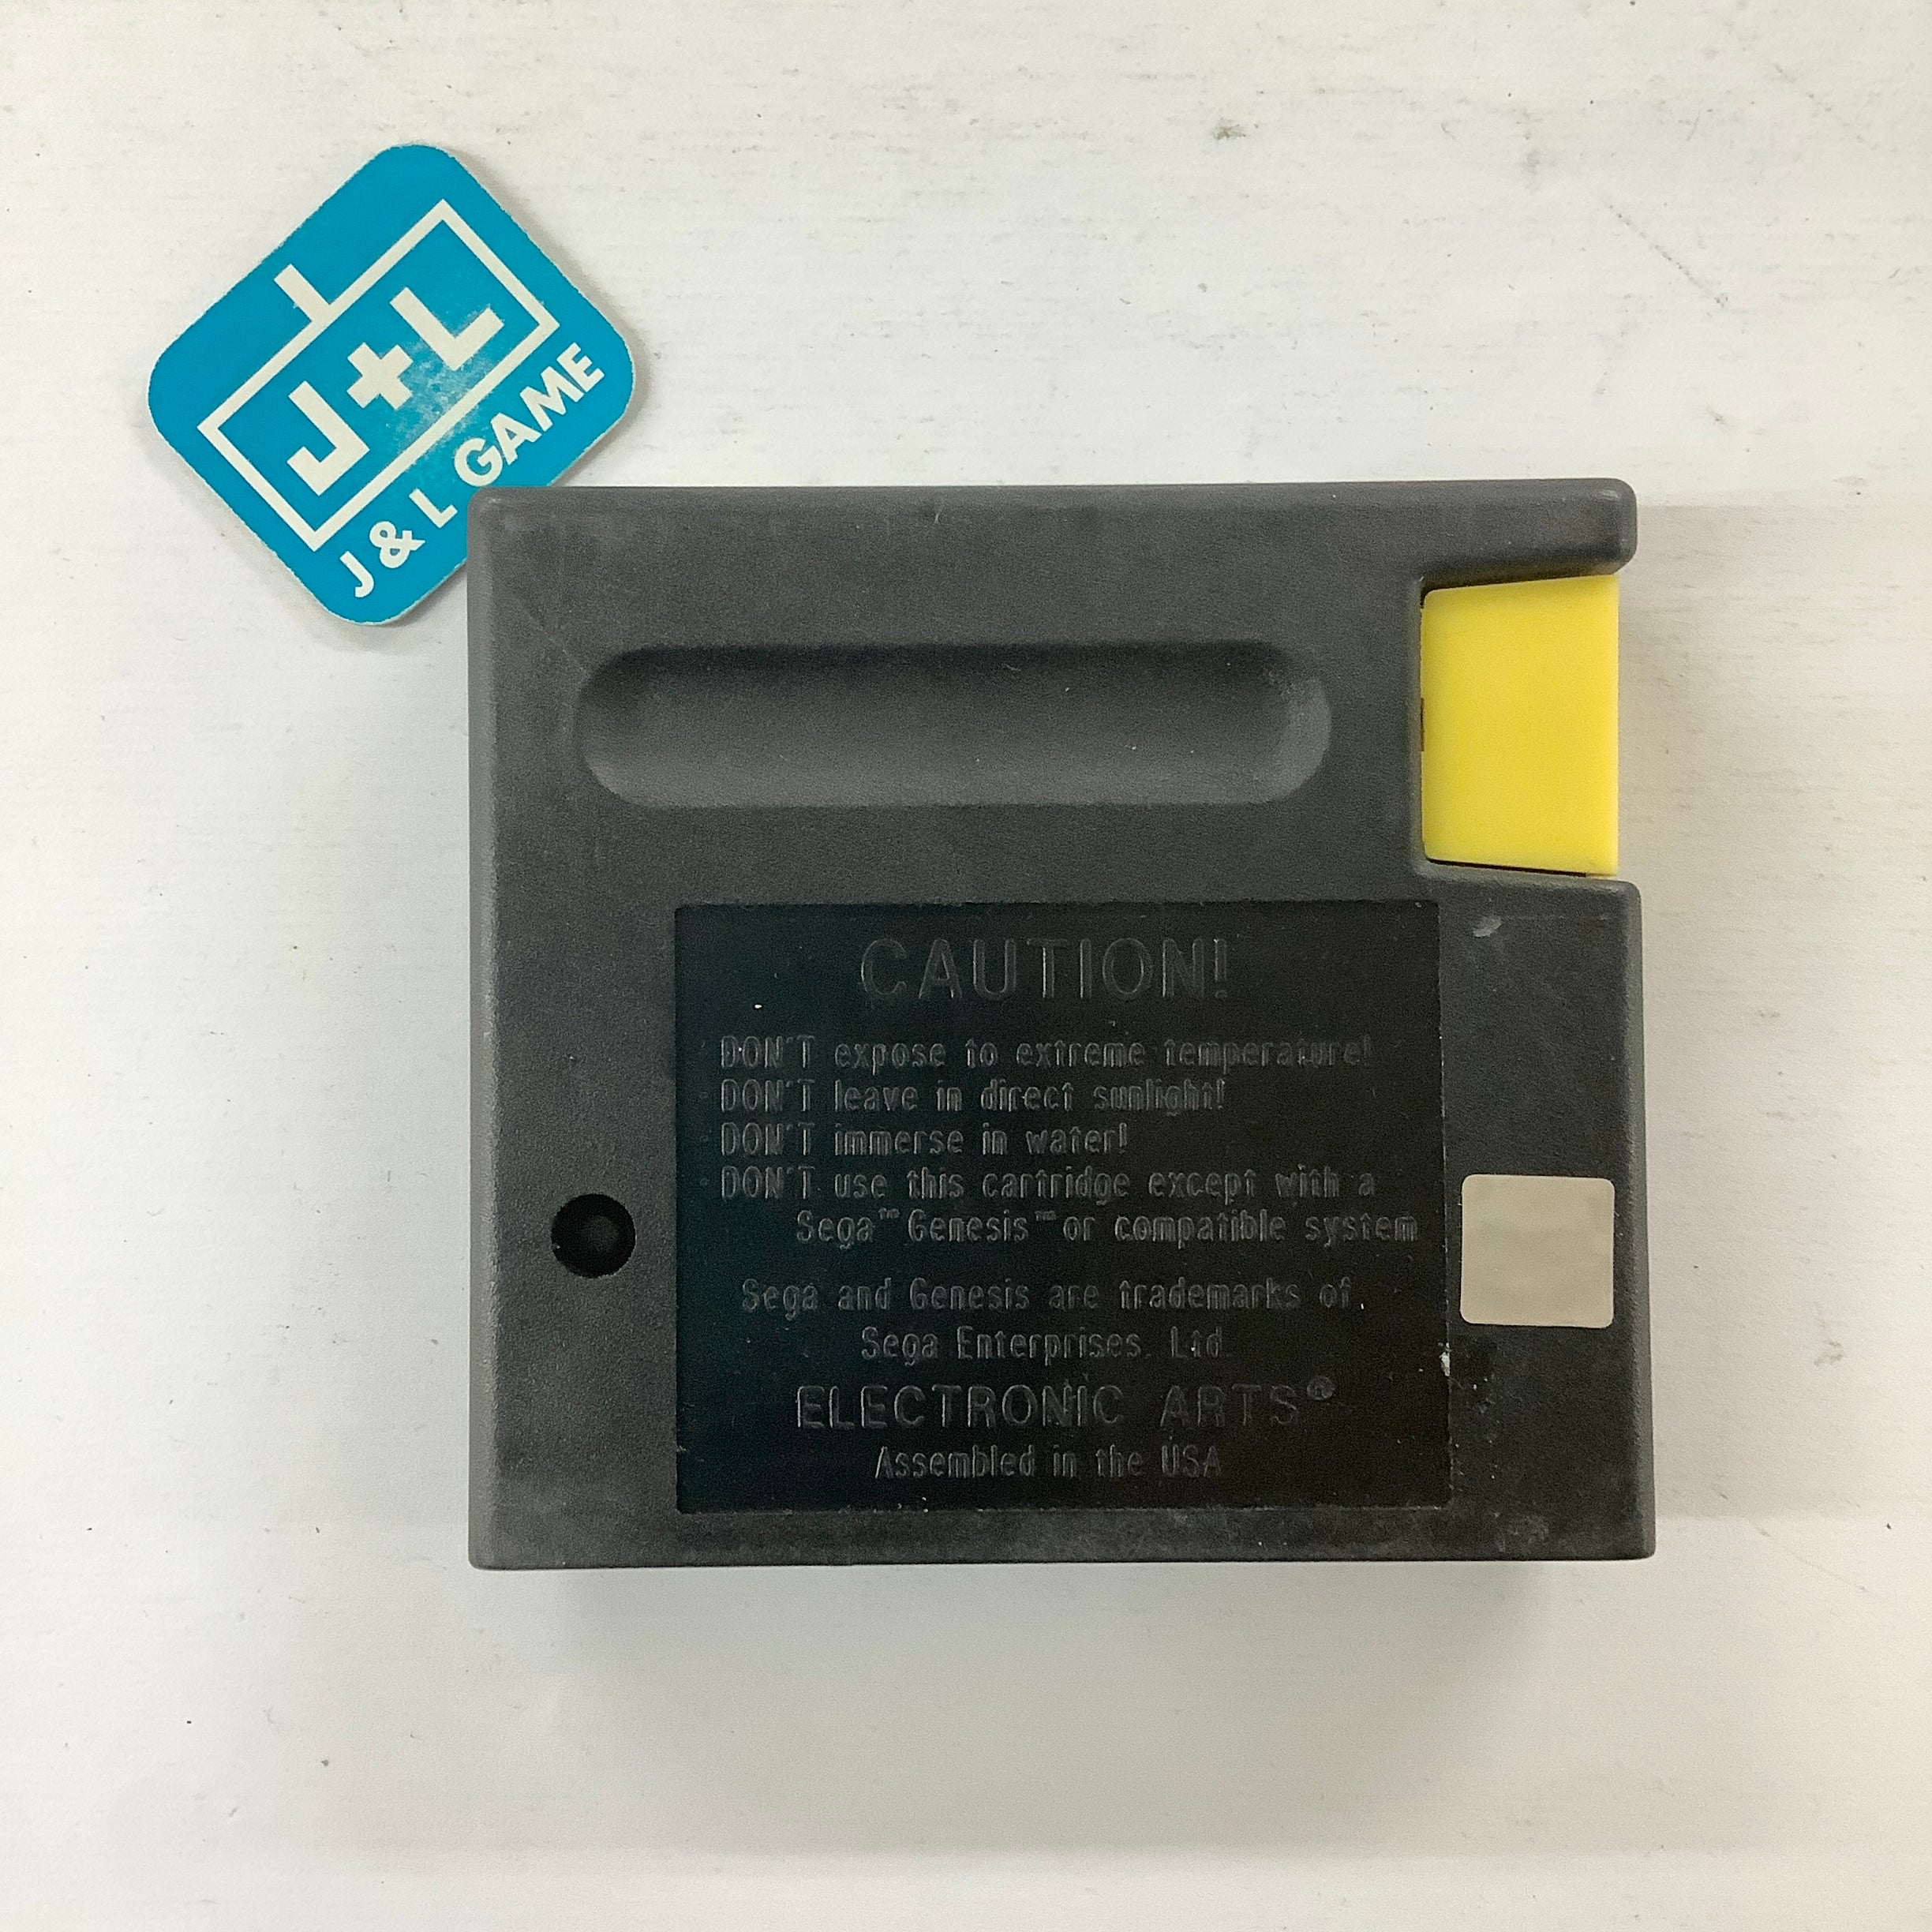 J+L
J & L GAME
CAUTION!
DON'T expose to extreme temperature!
DON'T leave in direct sunlight!
DON'T immerse in water!
DON'T use this cartridge except with a
Sega™ Genesis™ or compatible system
Sega and Genesis are trademarks of
Sega Enterprises. Ltd.
ELECTRONIC ARTS®
Assembled in the USA